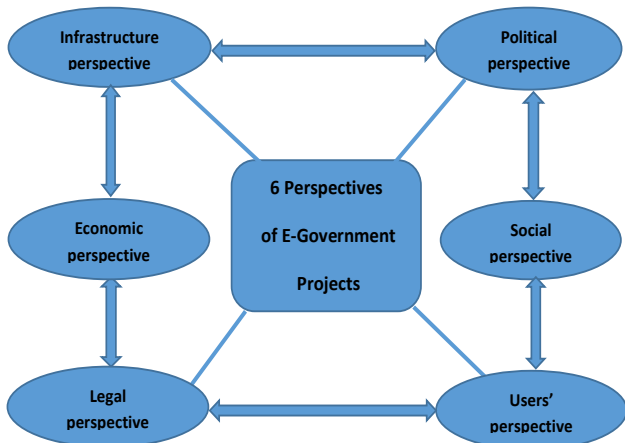 Infrastructure
perspective
Political
perspective
6 Perspectives
of E-Government
Projects
Economic
perspective
Social
perspective
Legal
perspective
Users’
perspective